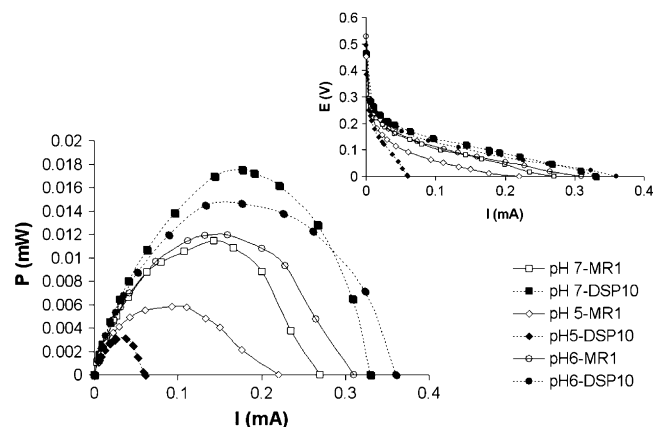 0.6
0.5
0.4
0.3
0.2
0.1
0
E (V)
0 0.1 0.2 0.3 0.4
I (mA)
0.02
0.018
0.016
0.014
0.012
0.01
0.008
0.006
0.004
0.002
0
P (mW)
0 0.1 0.2 0.3 0.4
I (mA)
pH 7-MR1
pH 7-DSP10
pH 5-MR1
pH5-DSP10
pH6-MR1
pH6-DSP10